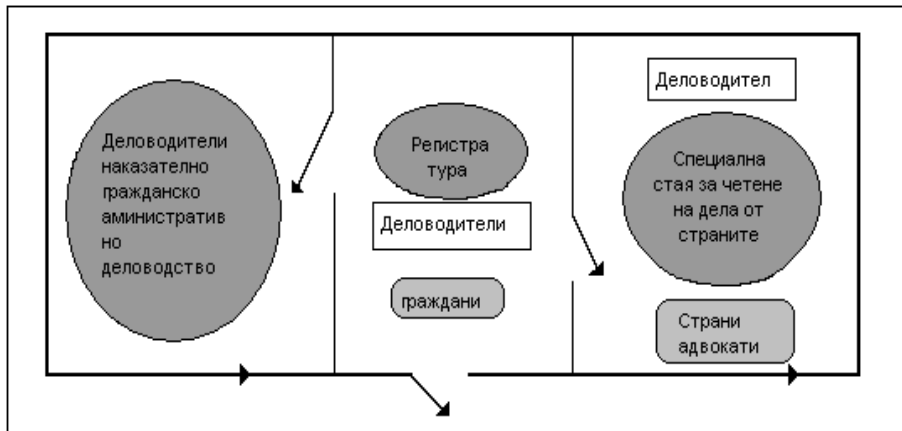 Деловодители
наказателно
гражданско
аминистратив
но
деловодство
Регистра
тура
Деловодители
граждани
Деловодител
Специална
стая за четене
на дела от
страните
Страни
адвокати